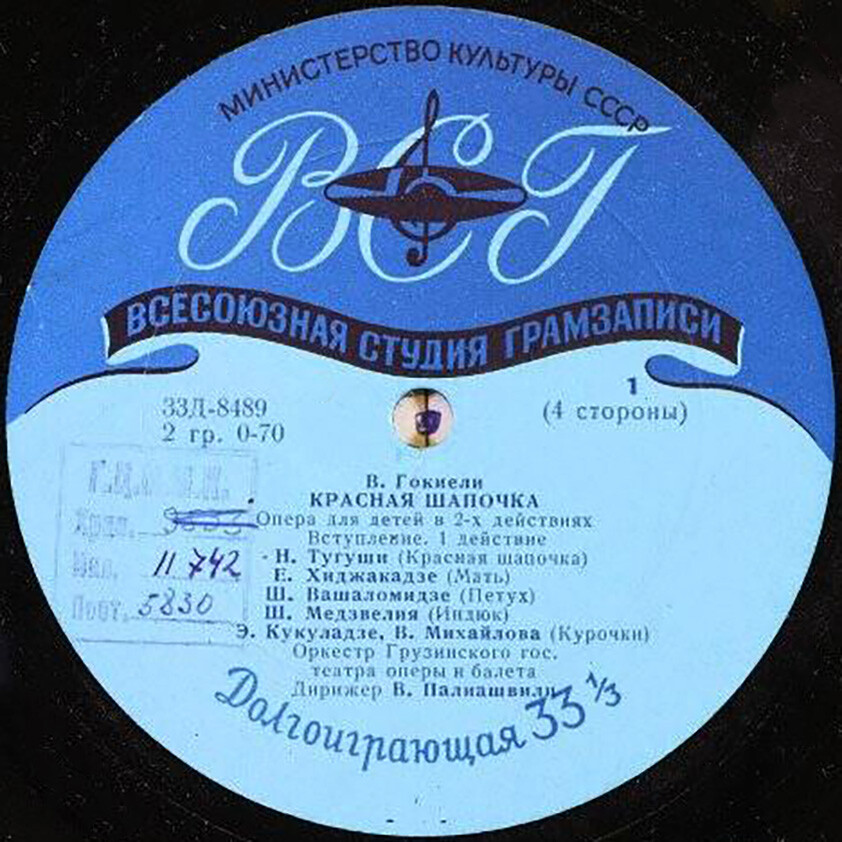 МИНИСТЕРСТВО КУЛЬТУРЫ СССР
ВСГ
ВСЕСОЮЗНАЯ СТУДИЯ ГРАМЗАПИСИ
33Д-8489
2 гр. 0-70
1
(4 стороны)
В. Гокиели
КРАСНАЯ ШАПОЧКА
Опера для детей в 2-х действиях
Вступление. 1 действие
Н. Тугуши (Красная шапочка)
Е. Хиджакадзе (Мать)
Ш. Вашаломидзе (Петух)
Ш. Медзвелия (Индюк)
Э. Кукуладзе, В. Михайлова (Курочки)
Оркестр Грузинского гос.
театра оперы и балета
Дирижер В. Палиашвили
Долгоиграющая 33 1/3
Инв. 11 742
Пост. 5830